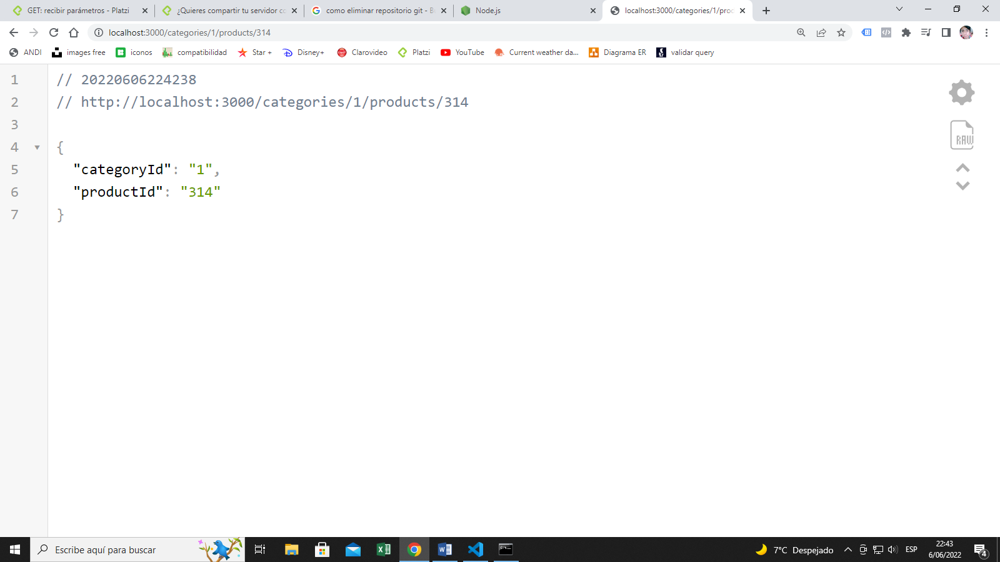 GET: recibir parámetros - Platzi
¿Quieres compartir tu servidor co
como eliminar repositorio git - B
Node.js
localhost:3000/categories/1/proc
localhost:3000/categories/1/products/314
ANDI
images free
iconos
compatibilidad
Star +
Disney+
Clarovideo
Platzi
YouTube
Current weather da...
Diagrama ER
validar query
1 // 20220606224238
2 // http://localhost:3000/categories/1/products/314
3
4 {
5 "categoryId": "1",
6 "productId": "314"
7 }
RAW
Escribe aquí para buscar
7°C Despejado
ESP
22:43
6/06/2022
4